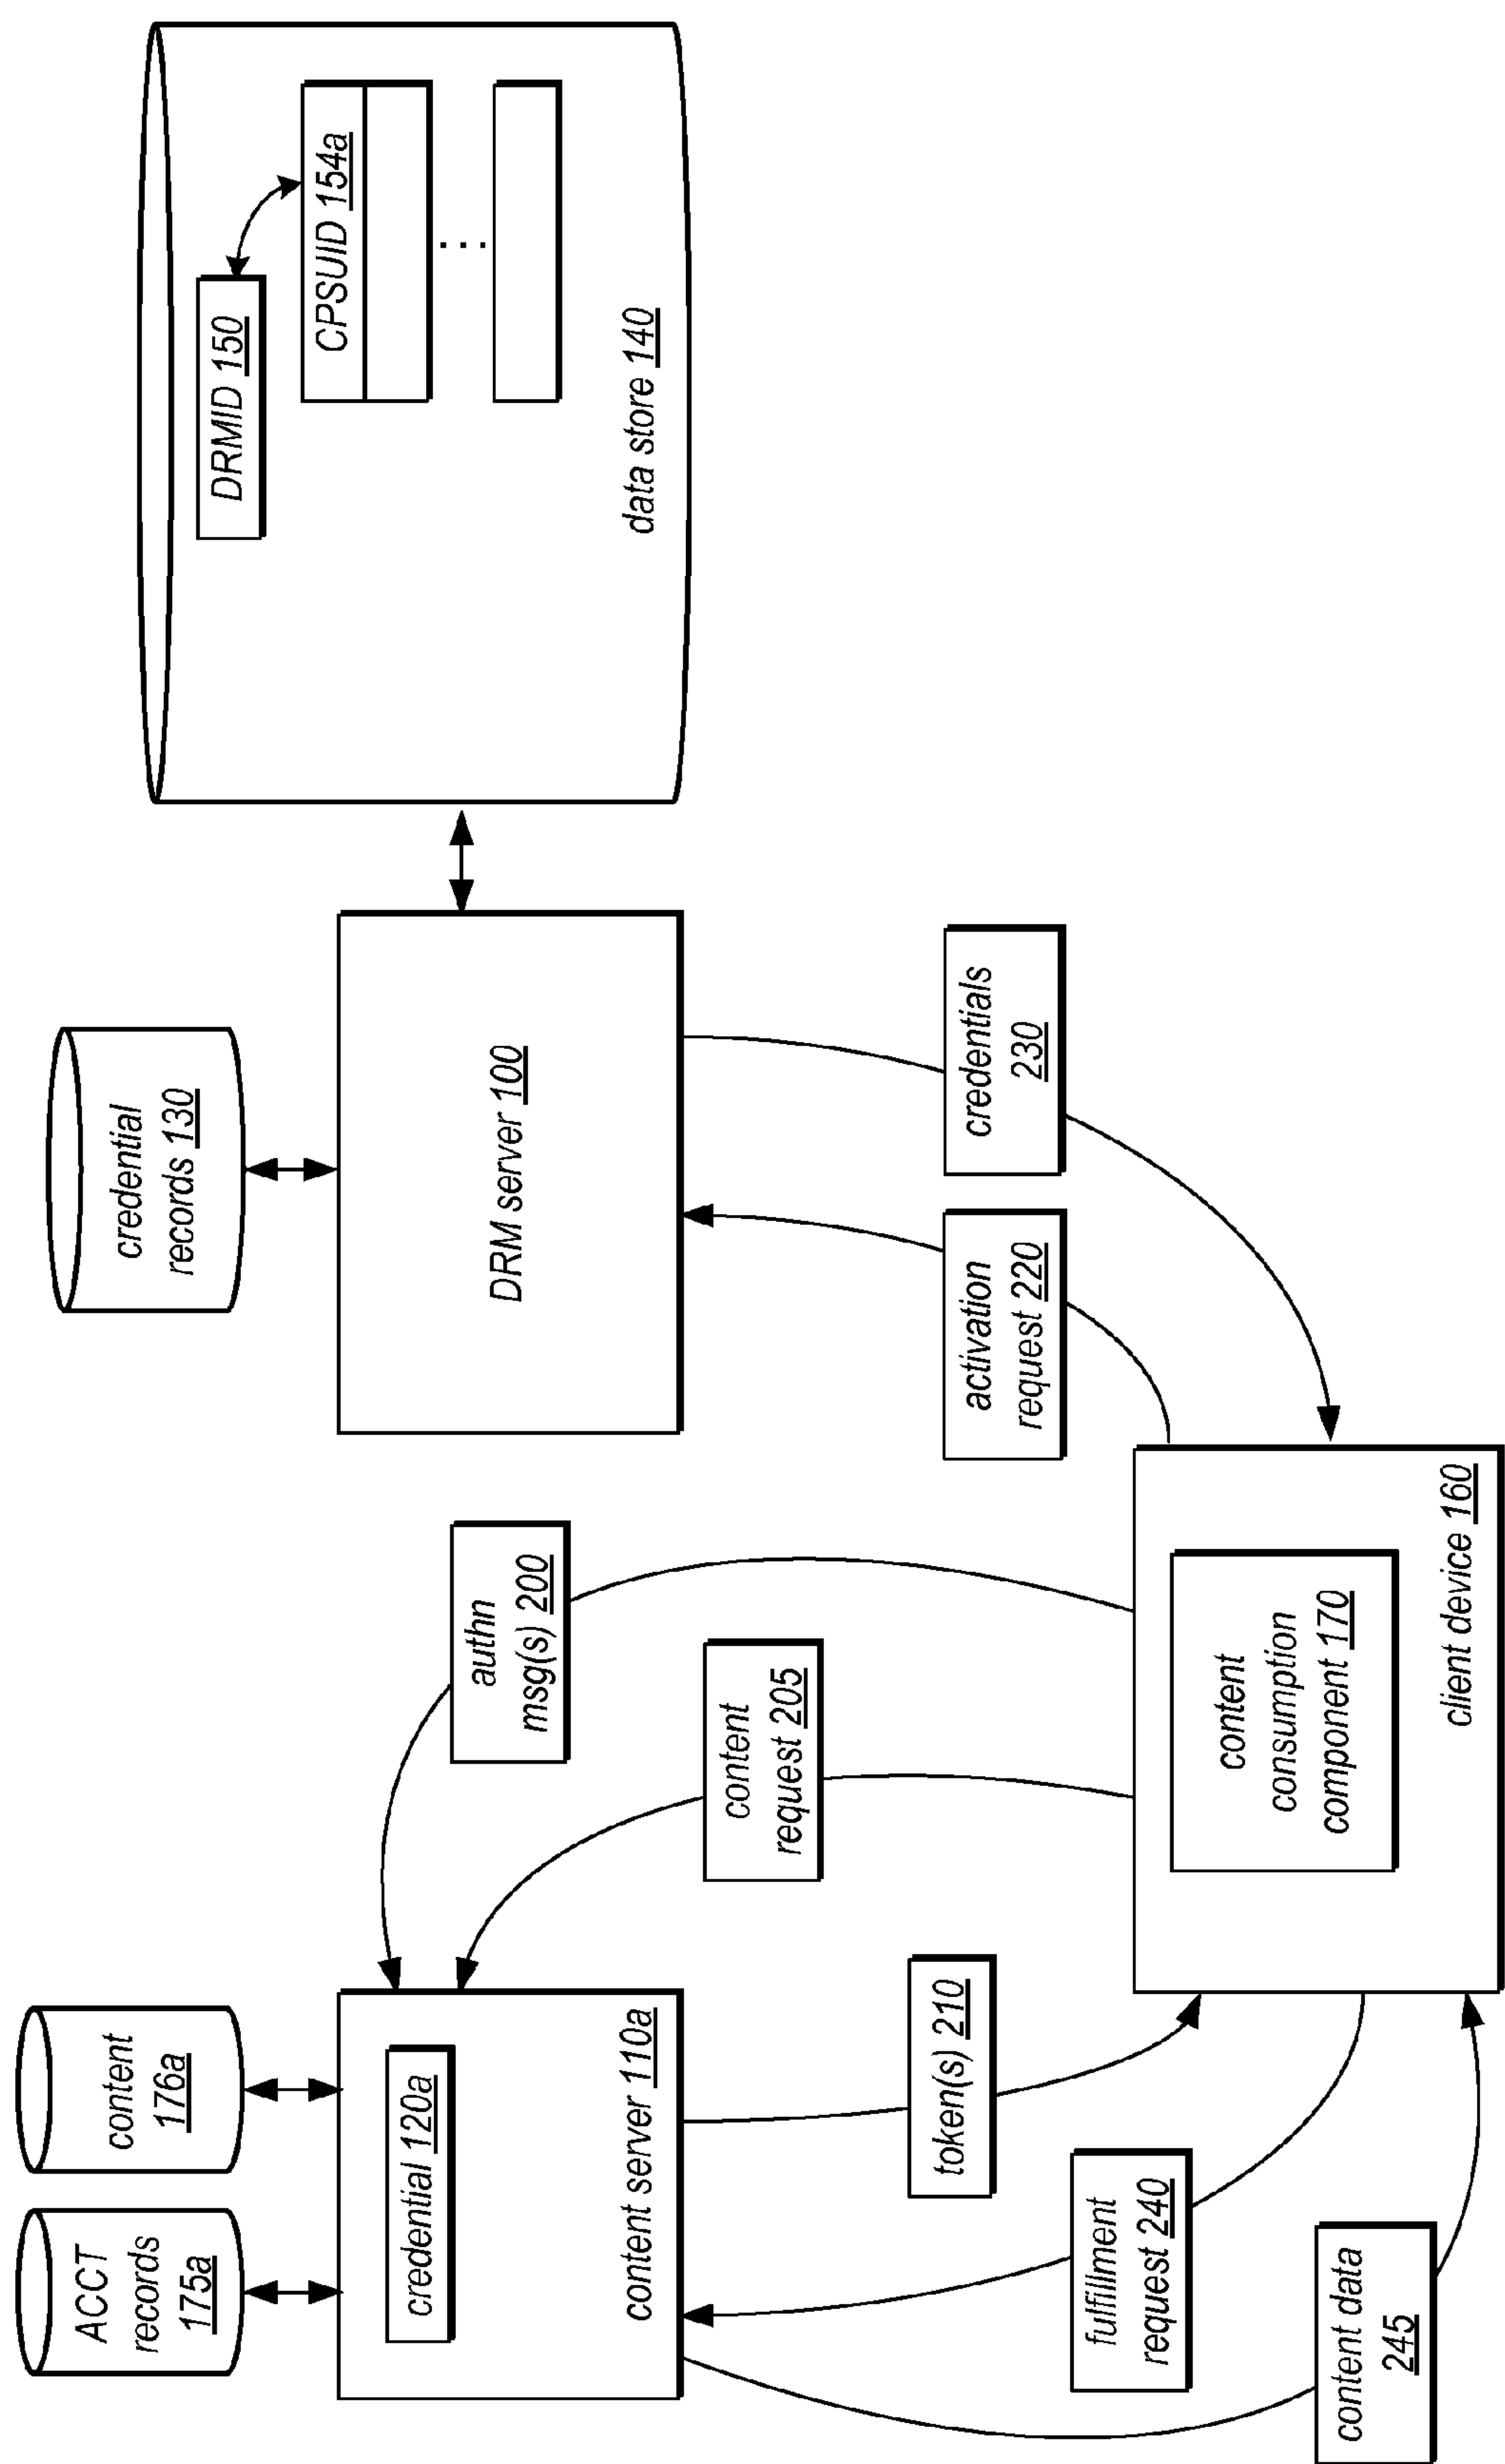 ACCT
records
175a
content
176a
credential
records 130
credential 120a
content server 110a
DRM server 100
DRMID 150
CPSUID 154a
...
data store 140
authn
msg(s) 200
content
request 205
token(s) 210
activation
request 220
credentials
230
fulfillment
request 240
content data
245
content
consumption
component 170
client device 160